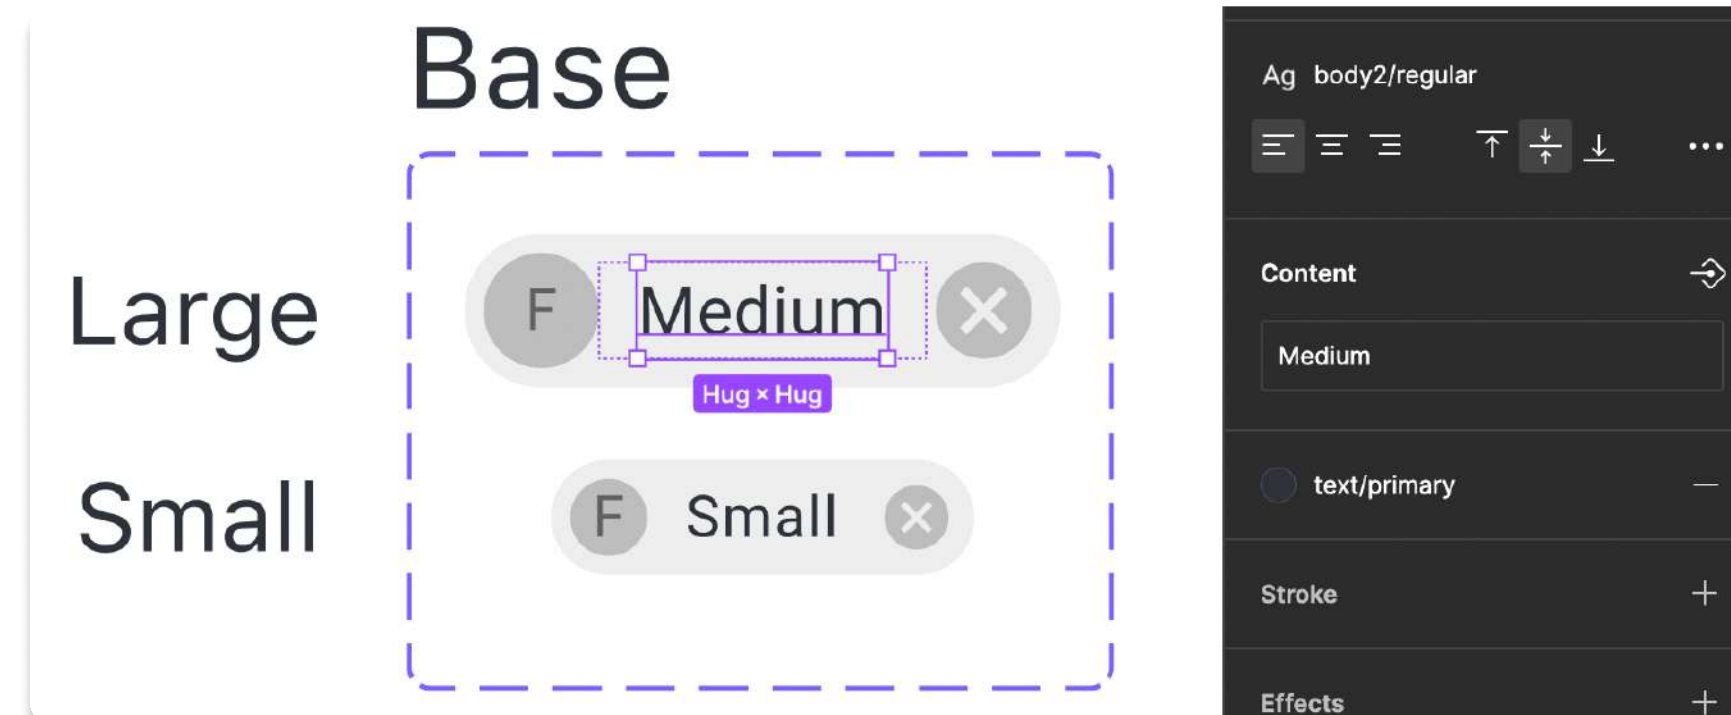 Base
Large
F Medium
Hug × Hug
Small
F Small
Ag body2/regular
Content
Medium
text/primary
Stroke
Effects